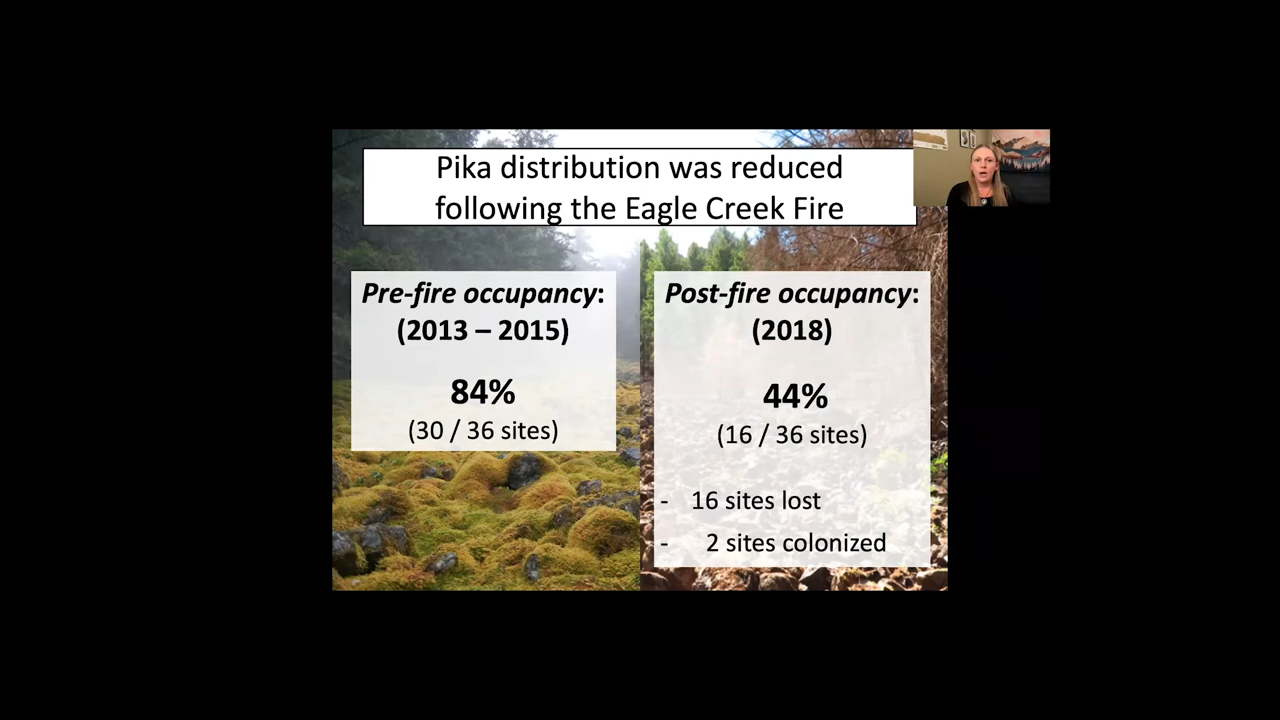 Pika distribution was reduced
following the Eagle Creek Fire
Pre-fire occupancy:
(2013 – 2015)
84%
(30 / 36 sites)
Post-fire occupancy:
(2018)
44%
(16 / 36 sites)
- 16 sites lost
- 2 sites colonized